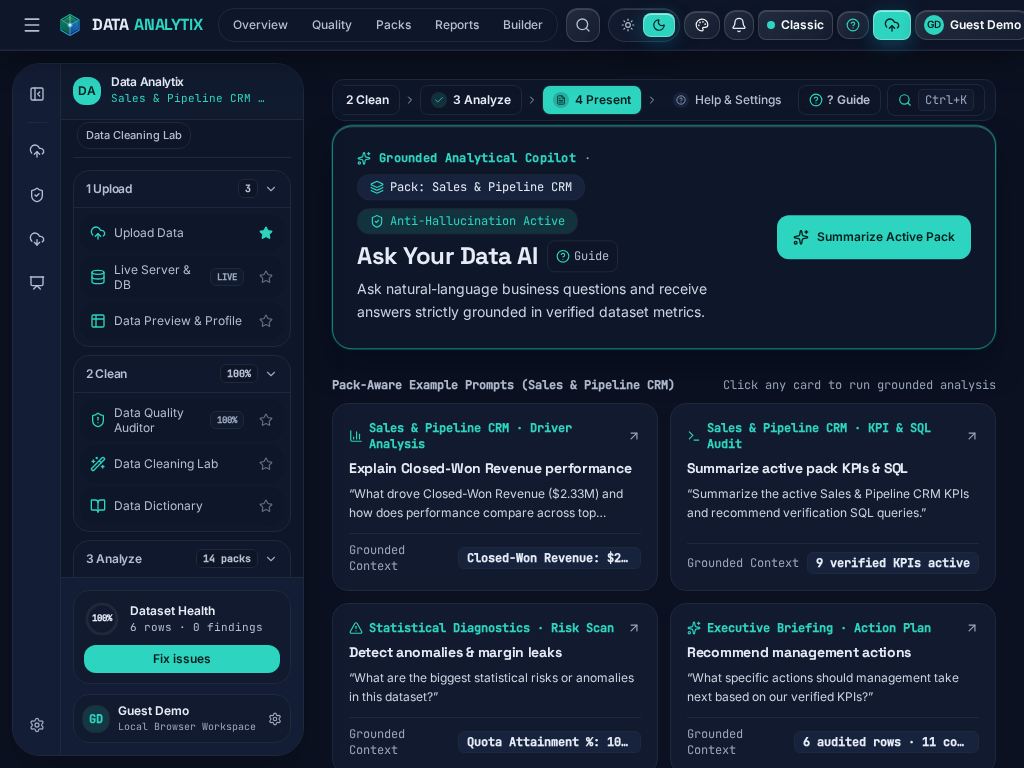 DATA ANALYTIX
Overview
Quality
Packs
Reports
Builder
Classic
GD
Guest Demo
DA
Data Analytix
Sales & Pipeline CRM …
Data Cleaning Lab
1 Upload
3
Upload Data
Live Server &
DB
LIVE
Data Preview & Profile
2 Clean
100%
Data Quality
Auditor
100%
Data Cleaning Lab
Data Dictionary
3 Analyze
14 packs
100%
Dataset Health
6 rows · 0 findings
Fix issues
GD
Guest Demo
Local Browser Workspace
2 Clean
3 Analyze
4 Present
Help & Settings
? Guide
Ctrl+K
Grounded Analytical Copilot ·
Pack: Sales & Pipeline CRM
Anti-Hallucination Active
Ask Your Data AI
Guide
Ask natural-language business questions and receive
answers strictly grounded in verified dataset metrics.
Summarize Active Pack
Pack-Aware Example Prompts (Sales & Pipeline CRM)
Click any card to run grounded analysis
Sales & Pipeline CRM · Driver
Analysis
Explain Closed-Won Revenue performance
“What drove Closed-Won Revenue ($2.33M) and
how does performance compare across top…
Grounded
Context
Closed-Won Revenue: $2…
Sales & Pipeline CRM · KPI & SQL
Audit
Summarize active pack KPIs & SQL
“Summarize the active Sales & Pipeline CRM KPIs
and recommend verification SQL queries.”
Grounded Context
9 verified KPIs active
Statistical Diagnostics · Risk Scan
Detect anomalies & margin leaks
“What are the biggest statistical risks or anomalies
in this dataset?”
Grounded
Context
Quota Attainment %: 10…
Executive Briefing · Action Plan
Recommend management actions
“What specific actions should management take
next based on our verified KPIs?”
Grounded
Context
6 audited rows · 11 co…